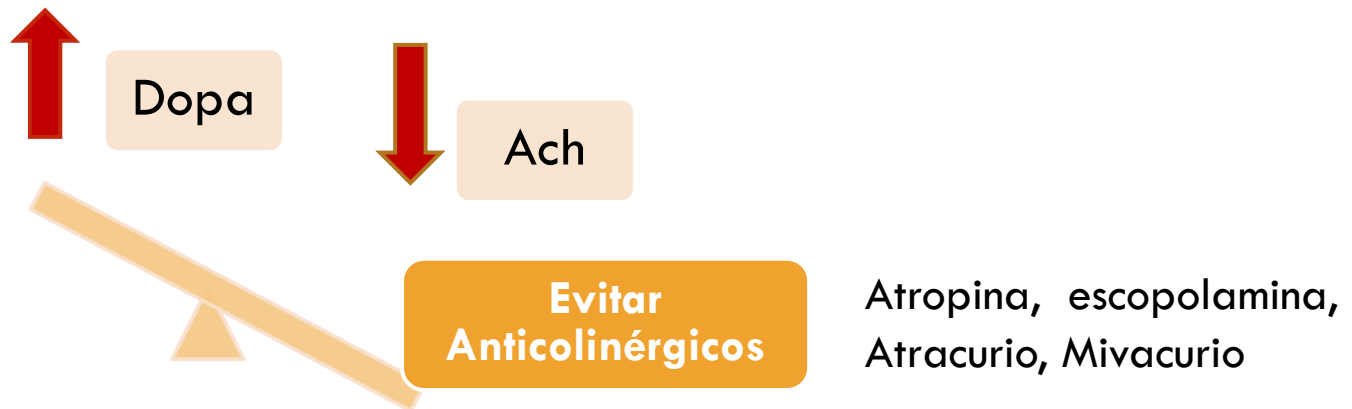 Dopa
Ach
Evitar
Anticolinérgicos
Atropina, escopolamina,
Atracurio, Mivacurio